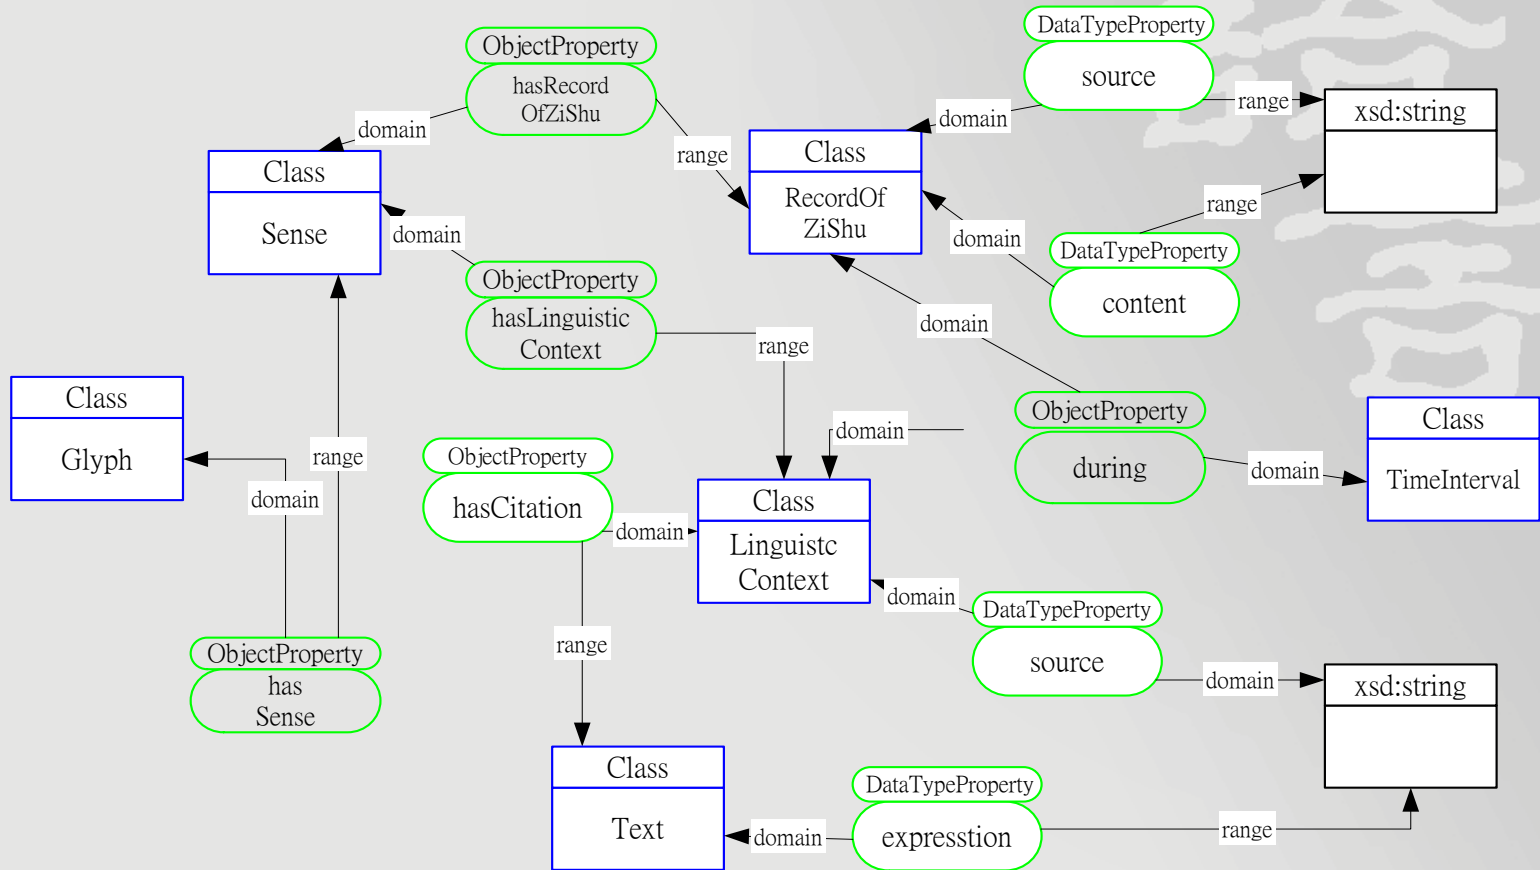 ObjectProperty
hasRecord
OfZiShu
domain
range
DataTypeProperty
source
domain
range
xsd:string
Class
Sense
Class
RecordOf
ZiShu
domain
range
DataTypeProperty
content
domain
ObjectProperty
hasLinguistic
Context
range
domain
Class
Glyph
domain
range
ObjectProperty
has
Sense
ObjectProperty
hasCitation
domain
range
domain
Class
Linguistc
Context
ObjectProperty
during
domain
Class
TimeInterval
domain
DataTypeProperty
source
domain
xsd:string
Class
Text
domain
DataTypeProperty
expresstion
range